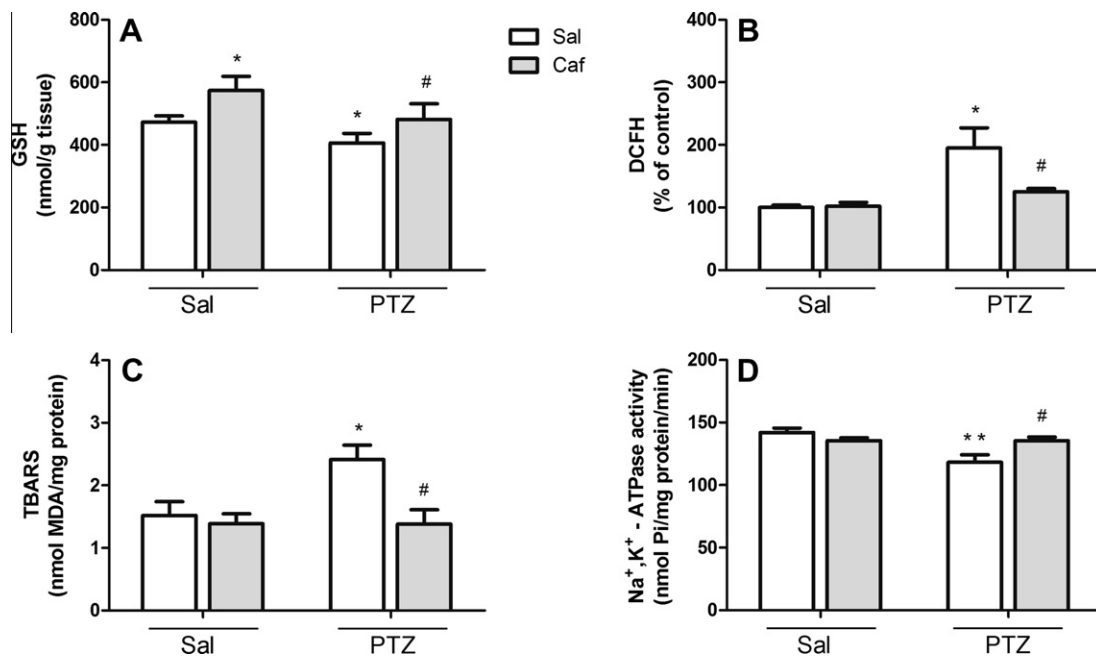 A
GSH
(nmol/g tissue)
800
600
400
200
0
*
*
#
Sal
PTZ
Sal
Caf
B
DCFH
(% of control)
400
300
200
100
0
*
#
Sal
PTZ
C
TBARS
(nmol MDA/mg protein)
4
3
2
1
0
*
#
Sal
PTZ
D
Na⁺,K⁺ - ATPase activity
(nmol Pi/mg protein/min)
200
150
100
50
0
**
#
Sal
PTZ